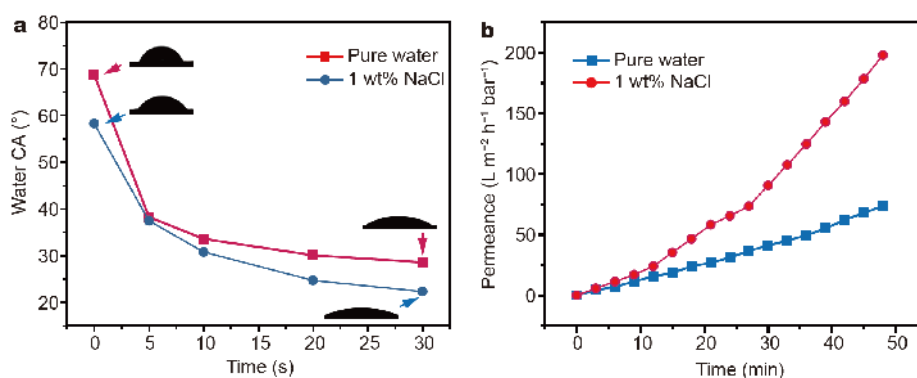 a
80
70
60
50
40
30
20
Water CA (°)
Pure water
1 wt% NaCl
0 5 10 15 20 25 30
Time (s)
b
200
150
100
50
0
Permeance (L m⁻² h⁻¹ bar⁻¹)
Pure water
1 wt% NaCl
0 10 20 30 40 50
Time (min)